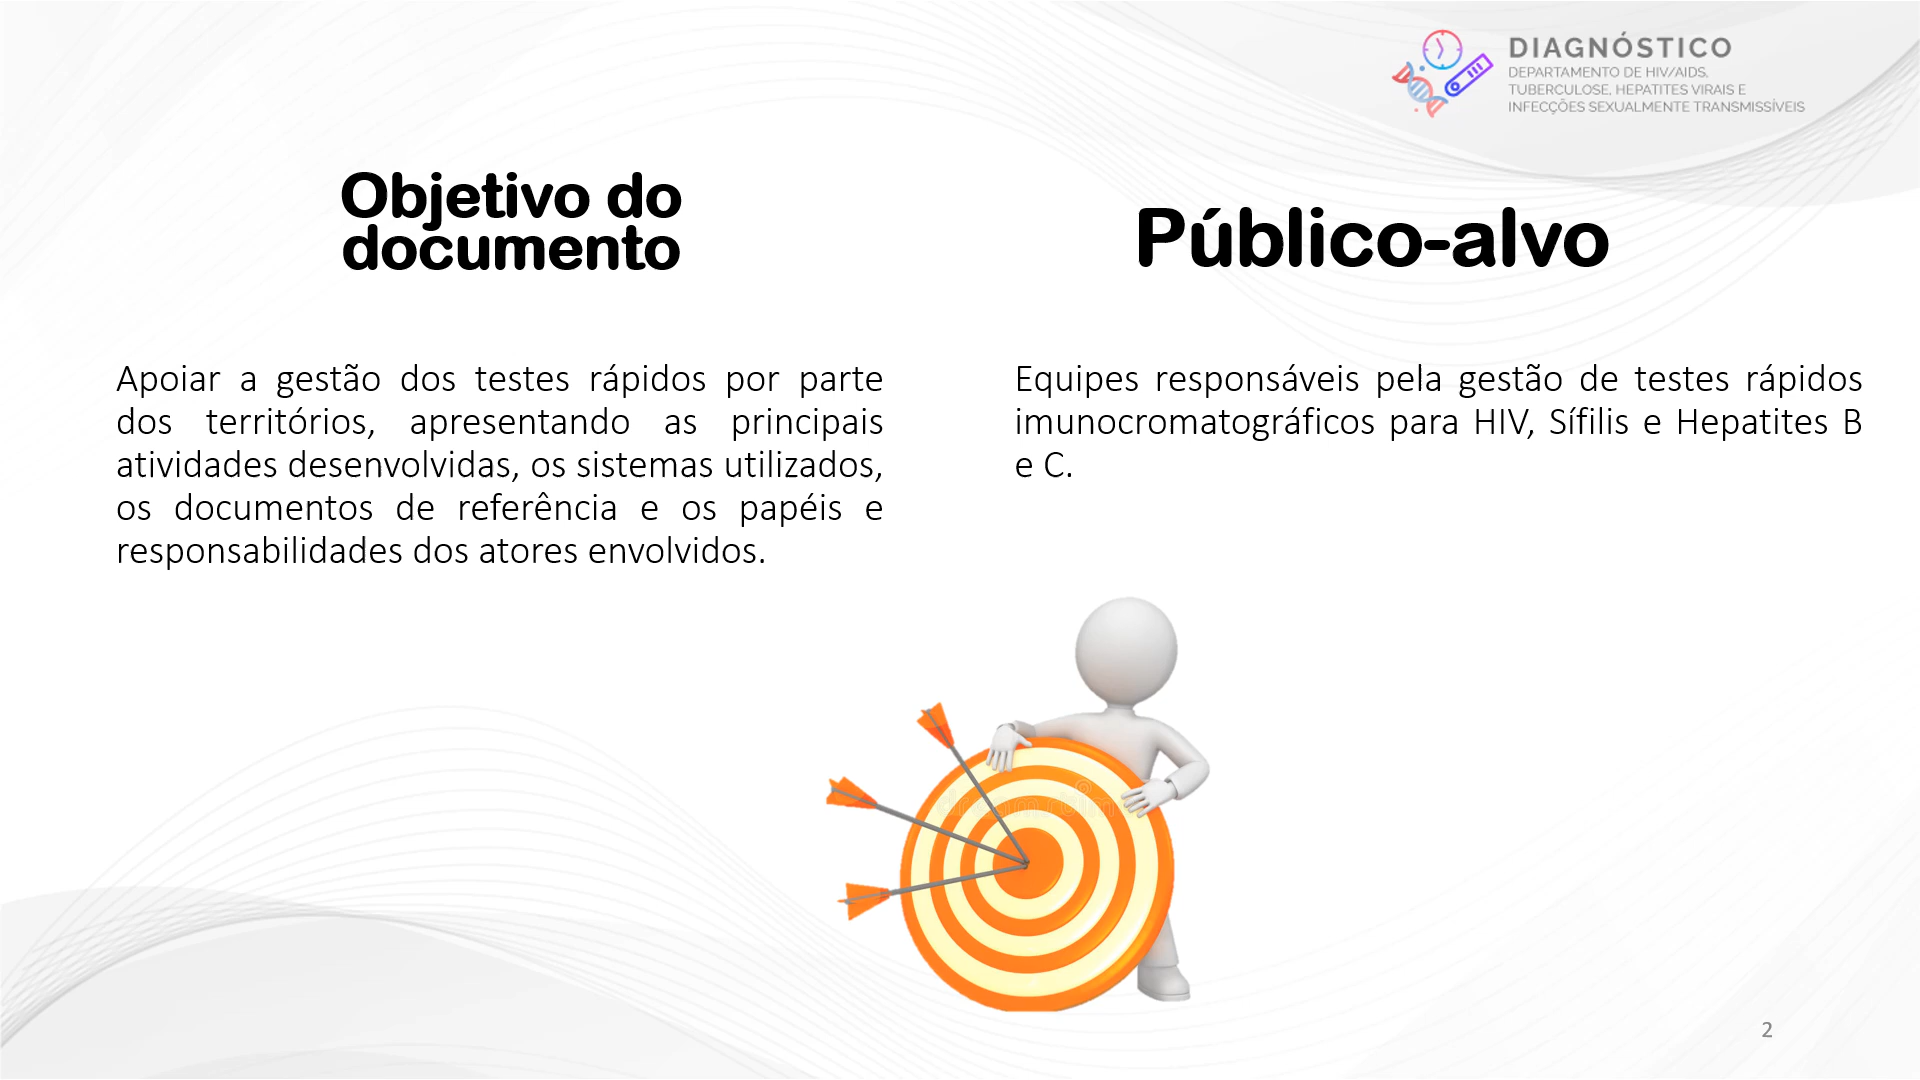 DIAGNÓSTICO
DEPARTAMENTO DE HIV/AIDS,
TUBERCULOSE, HEPATITES VIRAIS E
INFECÇÕES SEXUALMENTE TRANSMISSÍVEIS
Objetivo do
documento
Apoiar a gestão dos testes rápidos por parte
dos territórios, apresentando as principais
atividades desenvolvidas, os sistemas utilizados,
os documentos de referência e os papéis e
responsabilidades dos atores envolvidos.
Público-alvo
Equipes responsáveis pela gestão de testes rápidos
imunocromatográficos para HIV, Sífilis e Hepatites B
e C.
2